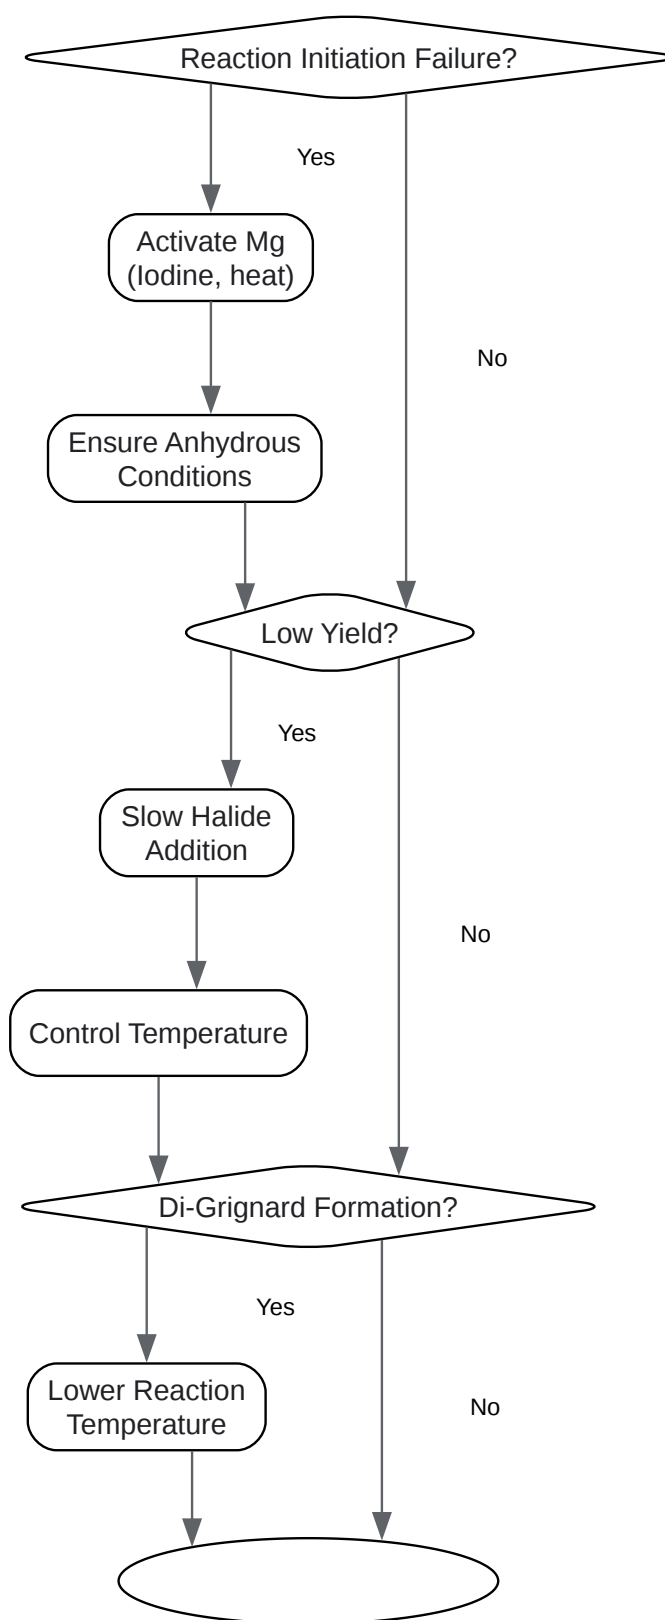 Reaction Initiation Failure?
Yes
Activate Mg
(Iodine, heat)
No
Ensure Anhydrous
Conditions
Low Yield?
Yes
Slow Halide
Addition
No
Control Temperature
Di-Grignard Formation?
Yes
Lower Reaction
Temperature
No